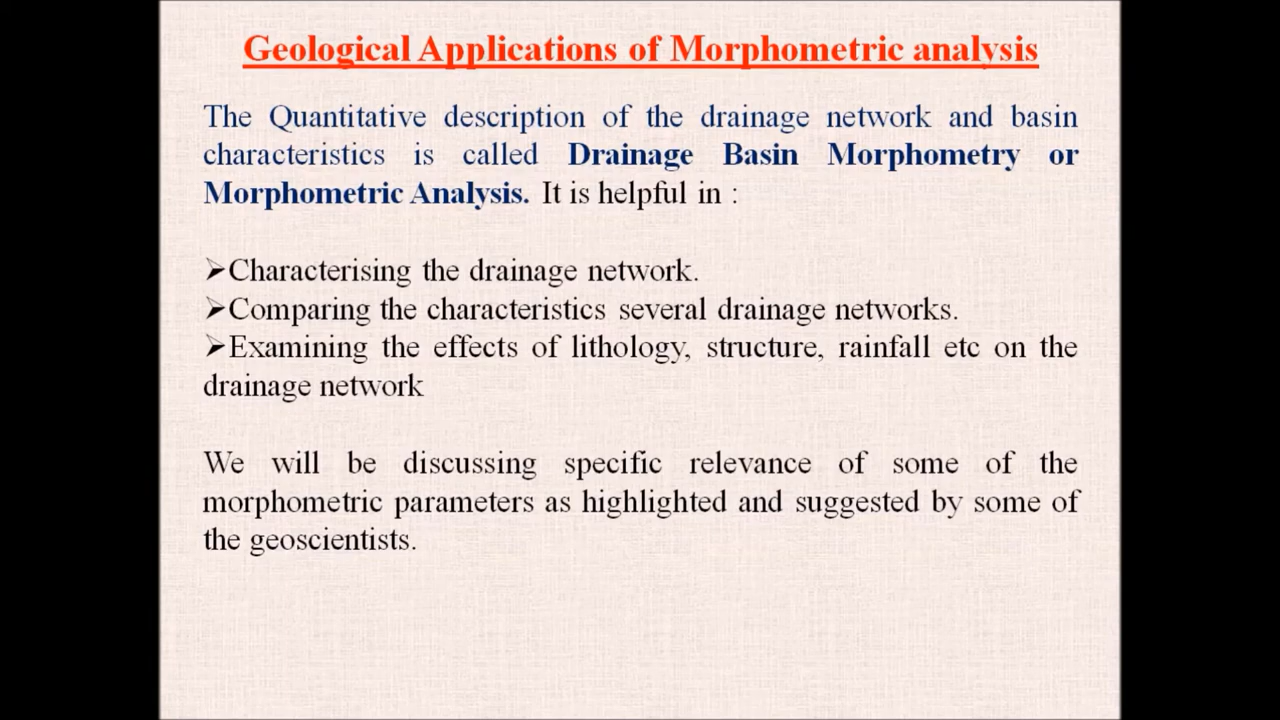 Geological Applications of Morphometric analysis
The Quantitative description of the drainage network and basin
characteristics is called Drainage Basin Morphometry or
Morphometric Analysis. It is helpful in :
➢Characterising the drainage network.
➢Comparing the characteristics several drainage networks.
➢Examining the effects of lithology, structure, rainfall etc on the
drainage network
We will be discussing specific relevance of some of the
morphometric parameters as highlighted and suggested by some of
the geoscientists.